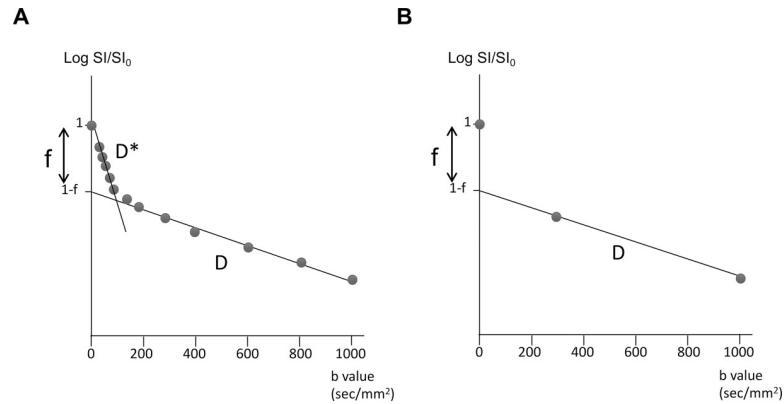 A
Log SI/SI₀
1
f
D*
1-f
D
0 200 400 600 800 1000
b value
(sec/mm²)
B
Log SI/SI₀
1
f
1-f
D
0 200 400 600 800 1000
b value
(sec/mm²)